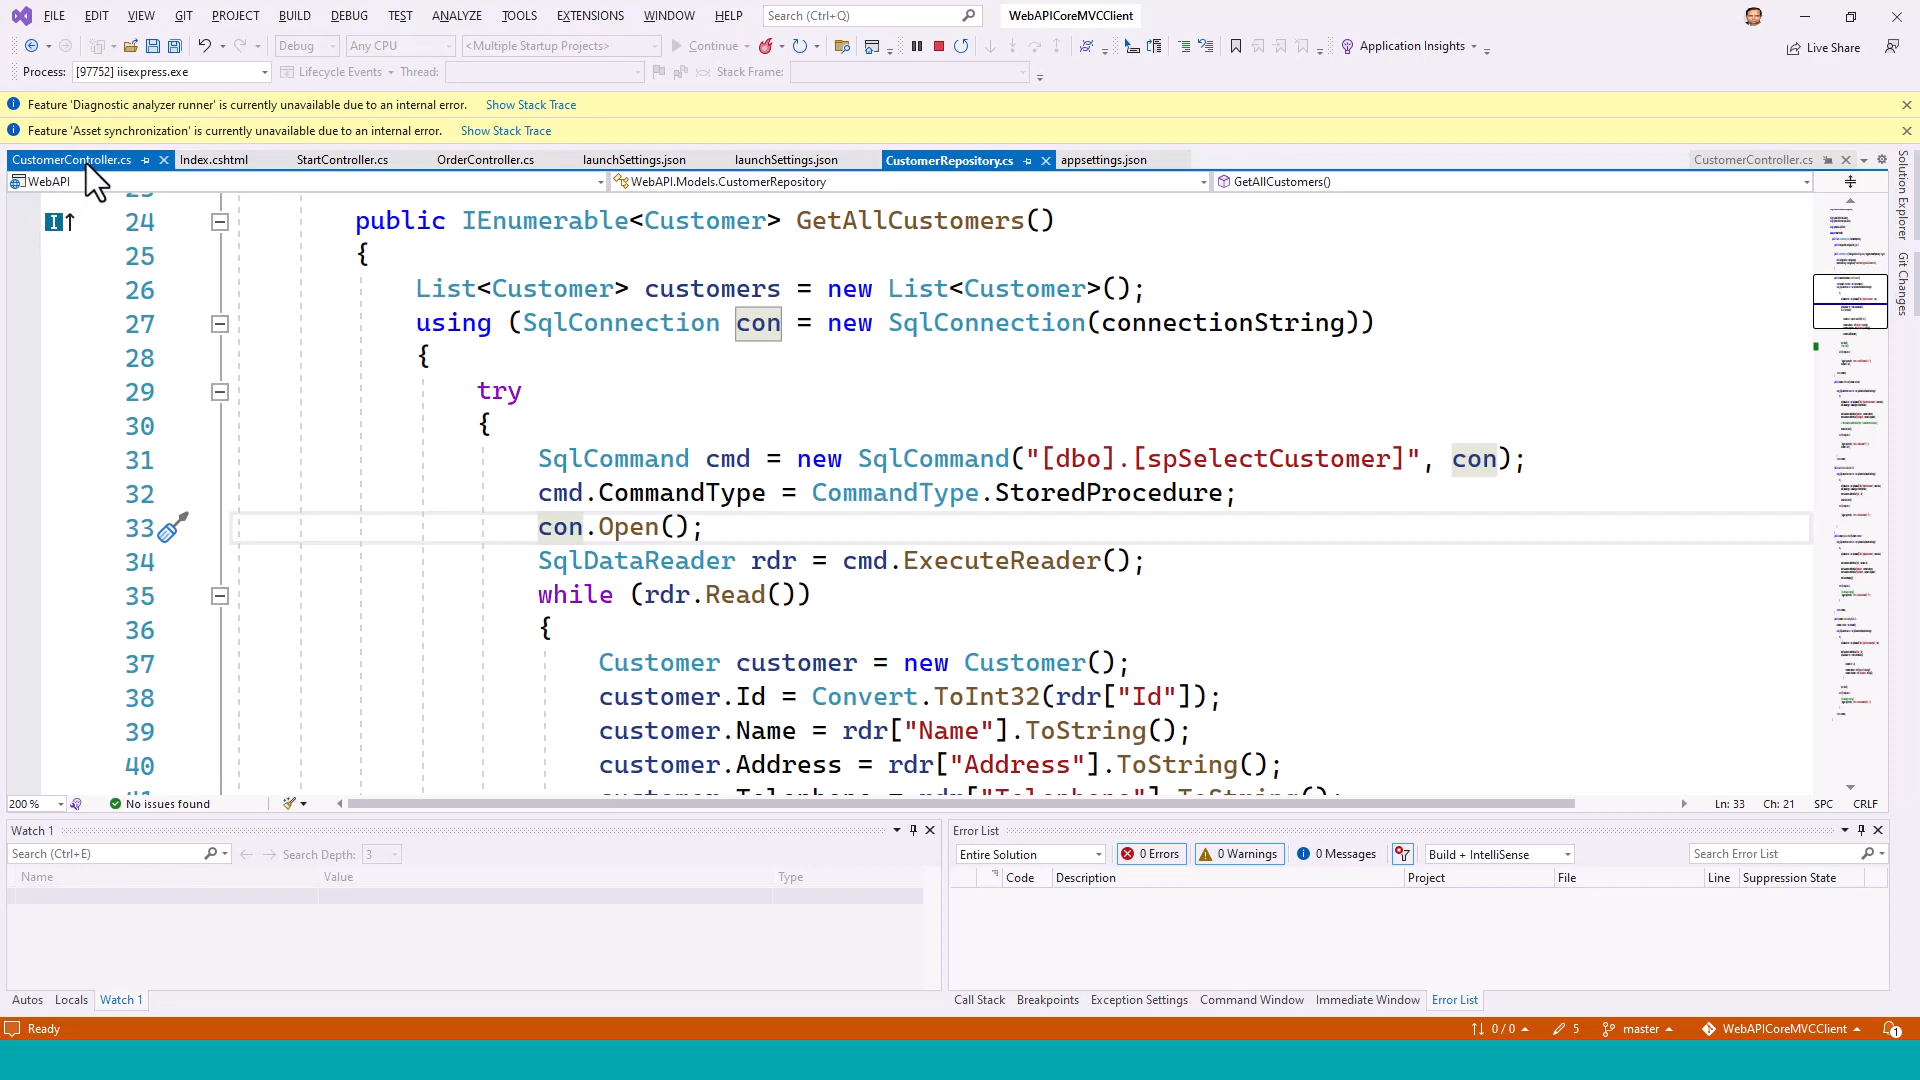 FILE EDIT VIEW GIT PROJECT BUILD DEBUG TEST ANALYZE TOOLS EXTENSIONS WINDOW HELP Search (Ctrl+Q) WebAPICoreMVCClient
Debug Any CPU <Multiple Startup Projects> Continue Application Insights Live Share
Process: [97752] iisexpress.exe Lifecycle Events Thread: Stack Frame:
Feature 'Diagnostic analyzer runner' is currently unavailable due to an internal error. Show Stack Trace
Feature 'Asset synchronization' is currently unavailable due to an internal error. Show Stack Trace
CustomerController.cs Index.cshtml StartController.cs OrderController.cs launchSettings.json launchSettings.json CustomerRepository.cs appsettings.json CustomerController.cs
WebAPI WebAPI.Models.CustomerRepository GetAllCustomers()
24 public IEnumerable<Customer> GetAllCustomers()
25 {
26 List<Customer> customers = new List<Customer>();
27 using (SqlConnection con = new SqlConnection(connectionString))
28 {
29 try
30 {
31 SqlCommand cmd = new SqlCommand("[dbo].[spSelectCustomer]", con);
32 cmd.CommandType = CommandType.StoredProcedure;
33 con.Open();
34 SqlDataReader rdr = cmd.ExecuteReader();
35 while (rdr.Read())
36 {
37 Customer customer = new Customer();
38 customer.Id = Convert.ToInt32(rdr["Id"]);
39 customer.Name = rdr["Name"].ToString();
40 customer.Address = rdr["Address"].ToString();
41 customer.Telephone = rdr["Telephone"].ToString();
Solution Explorer
Git Changes
200 % No issues found Ln: 33 Ch: 21 SPC CRLF
Watch 1
Search (Ctrl+E) Search Depth: 3
Name Value Type
Autos Locals Watch 1
Error List
Entire Solution 0 Errors 0 Warnings 0 Messages Build + IntelliSense Search Error List
Code Description Project File Line Suppression State
Call Stack Breakpoints Exception Settings Command Window Immediate Window Error List
Ready 0 / 0 5 master WebAPICoreMVCClient 1